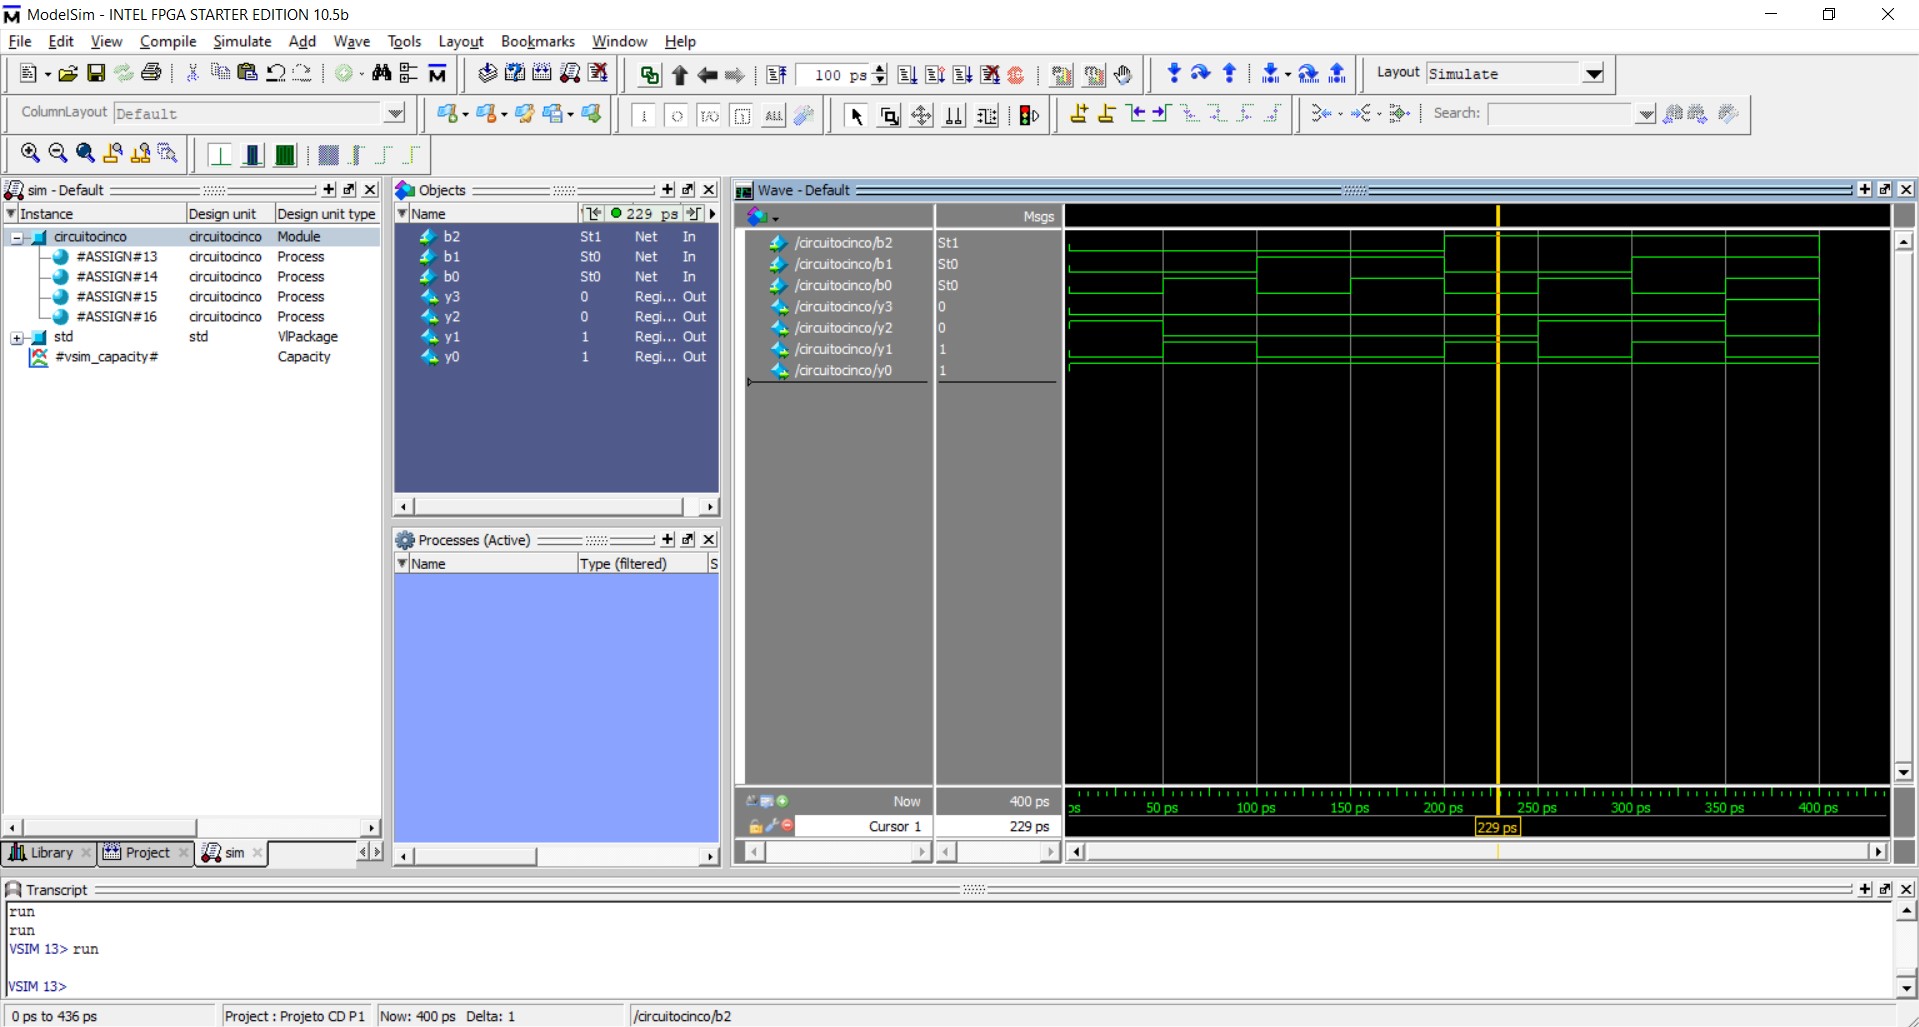 ModelSim - INTEL FPGA STARTER EDITION 10.5b
File Edit View Compile Simulate Add Wave Tools Layout Bookmarks Window Help
100 ps
Layout Simulate
ColumnLayout Default
Search:
sim - Default
Instance Design unit Design unit type
circuitocinco circuitocinco Module
#ASSIGN#13 circuitocinco Process
#ASSIGN#14 circuitocinco Process
#ASSIGN#15 circuitocinco Process
#ASSIGN#16 circuitocinco Process
std std VlPackage
#vsim_capacity# Capacity
Library Project sim
Objects
Name 229 ps
b2 St1 Net In
b1 St0 Net In
b0 St0 Net In
y3 0 Regi... Out
y2 0 Regi... Out
y1 1 Regi... Out
y0 1 Regi... Out
Processes (Active)
Name Type (filtered) S
Wave - Default
Msgs
/circuitocinco/b2 St1
/circuitocinco/b1 St0
/circuitocinco/b0 St0
/circuitocinco/y3 0
/circuitocinco/y2 0
/circuitocinco/y1 1
/circuitocinco/y0 1
Now 400 ps
ps 50 ps 100 ps 150 ps 200 ps 250 ps 300 ps 350 ps 400 ps
Cursor 1 229 ps
229 ps
Transcript
run
run
VSIM 13> run
VSIM 13>
0 ps to 436 ps Project : Projeto CD P1 Now: 400 ps Delta: 1 /circuitocinco/b2